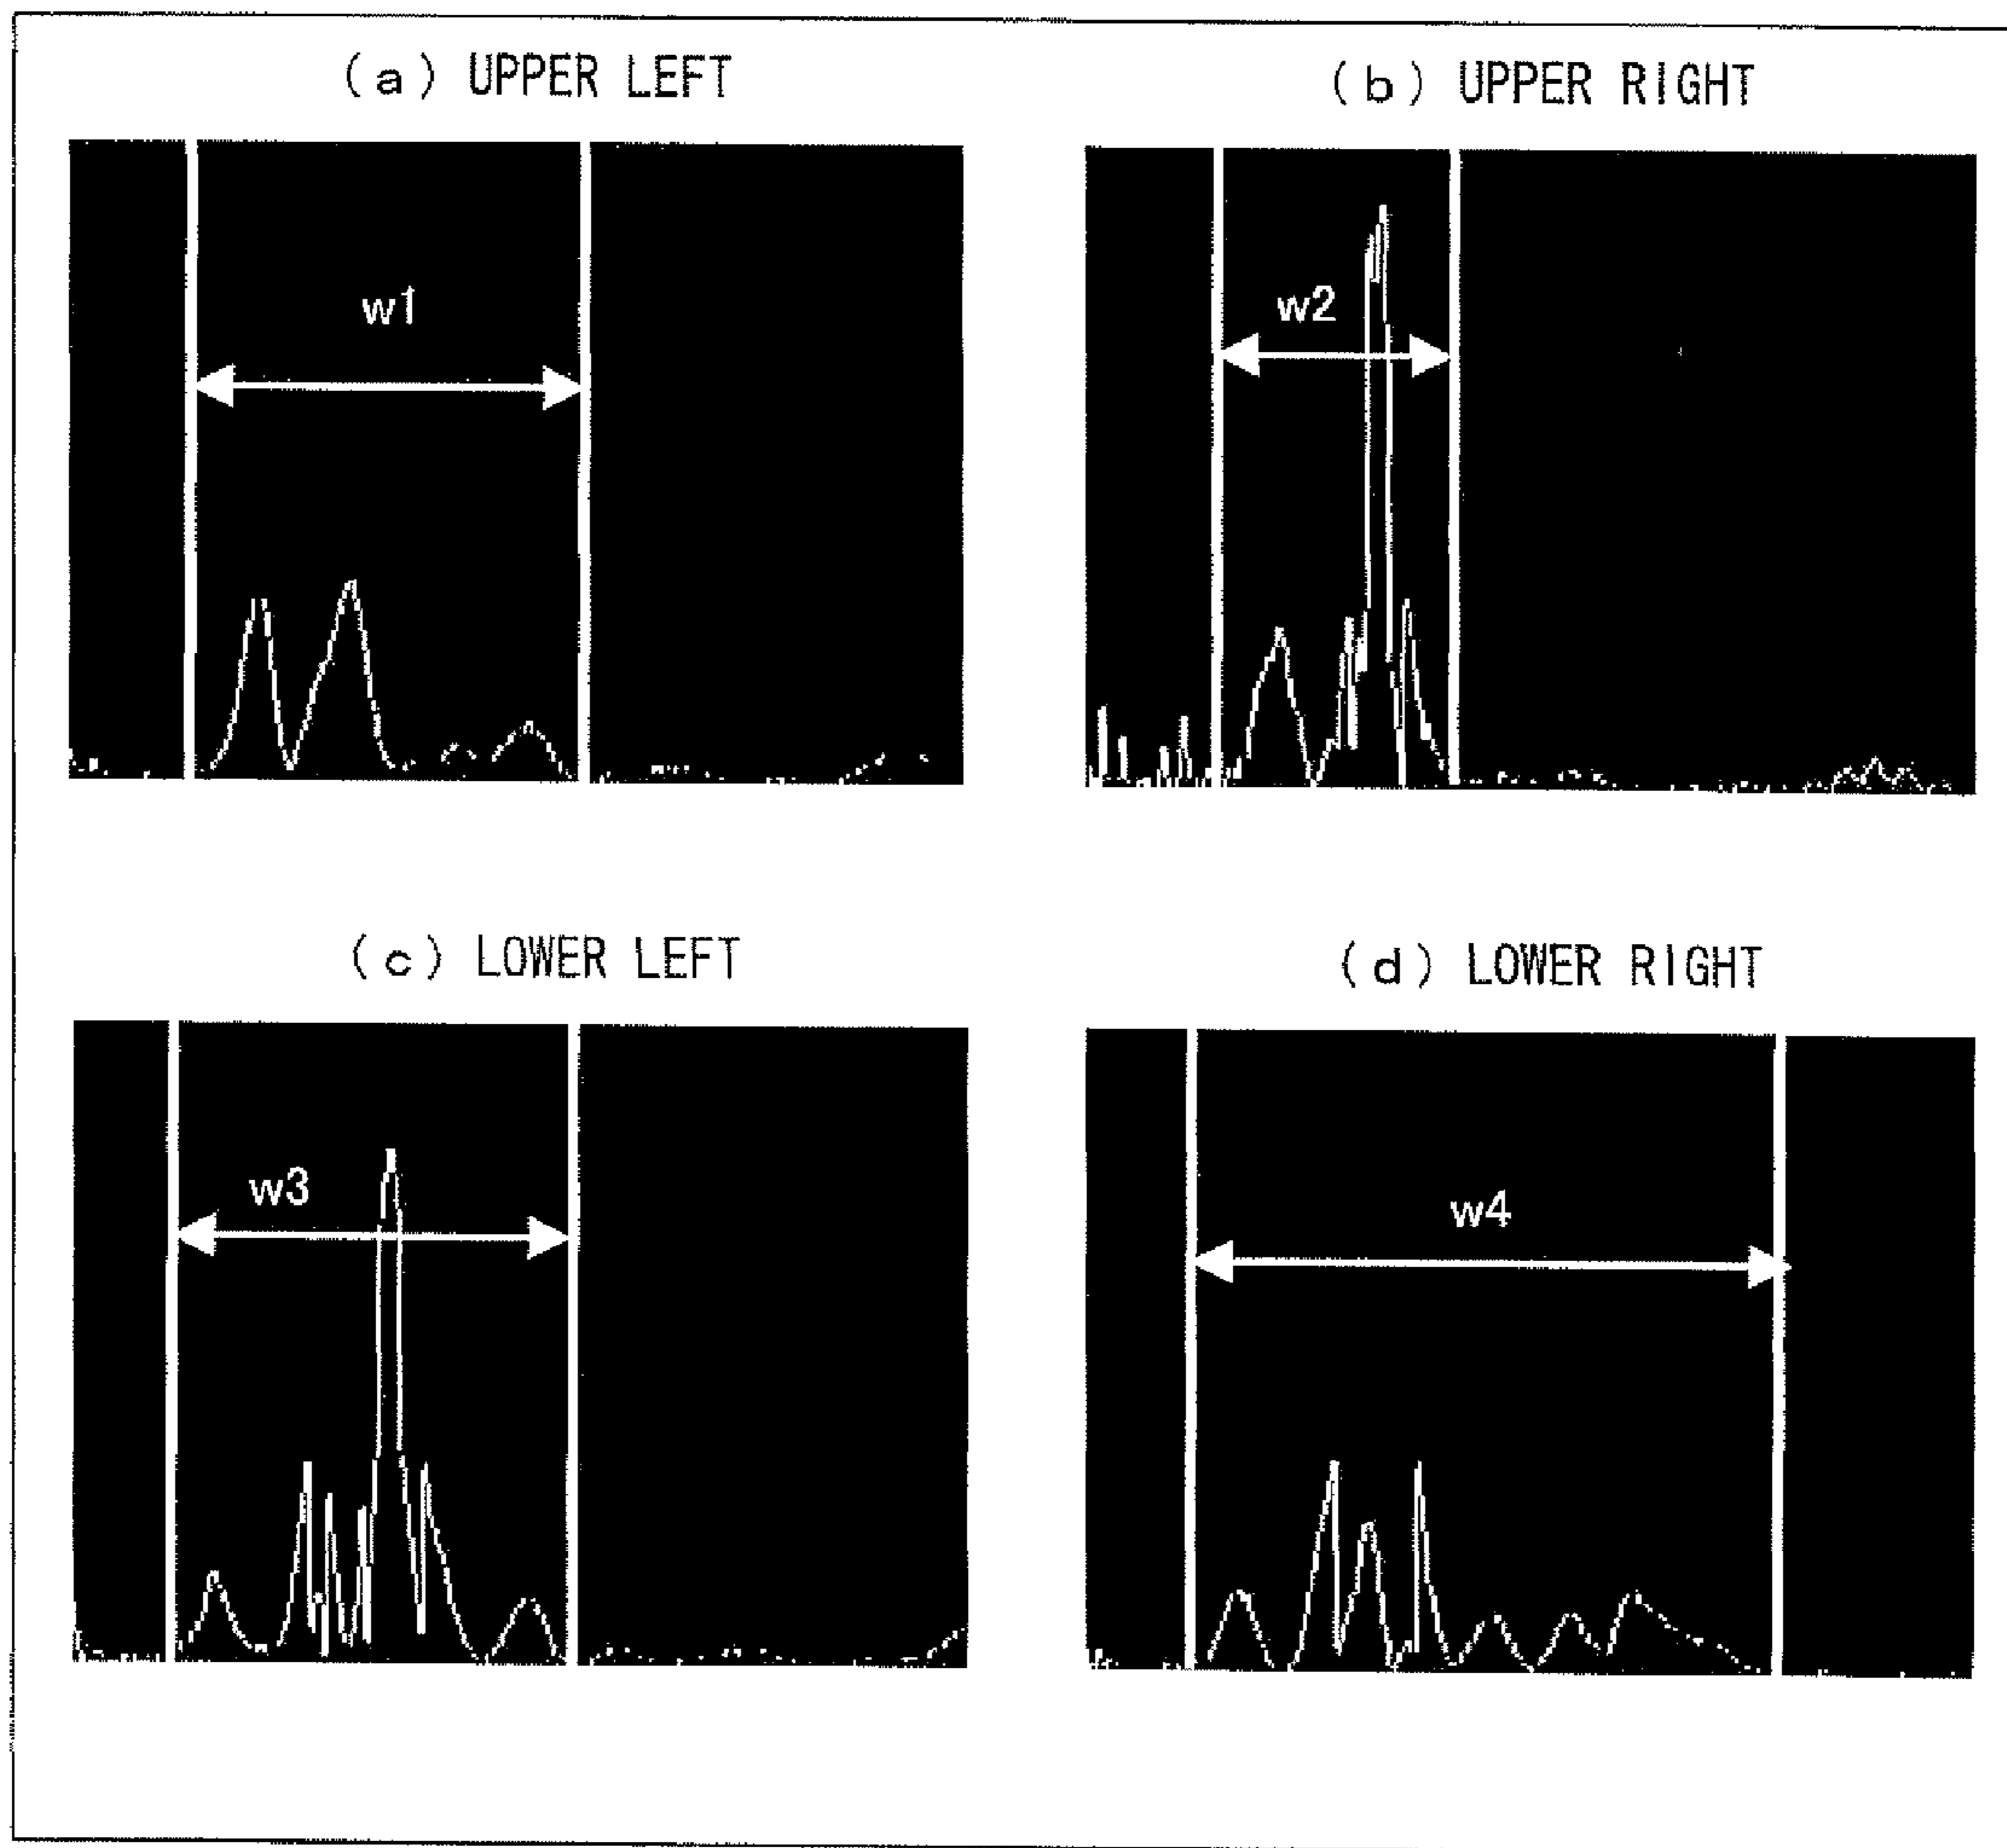 (a) UPPER LEFT
(b) UPPER RIGHT
w1
w2
(c) LOWER LEFT
(d) LOWER RIGHT
w3
w4